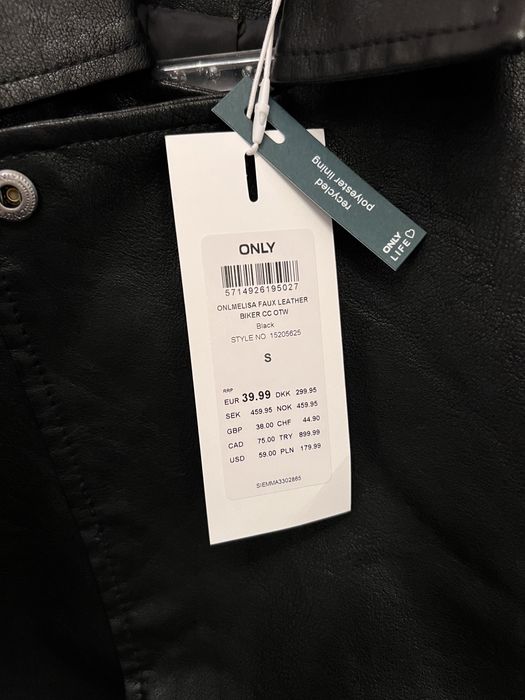 ONLY
5714926195027
ONLMELISA FAUX LEATHER
BIKER CC OTW
Black
STYLE NO 15205625
S
RRP
EUR 39.99 DKK 299.95
SEK 459.95 NOK 459.95
GBP 38.00 CHF 44.90
CAD 75.00 TRY 899.99
USD 59.00 PLN 179.99
SIEMMA3302885
recycled
polyester lining
ONLY
LIFE